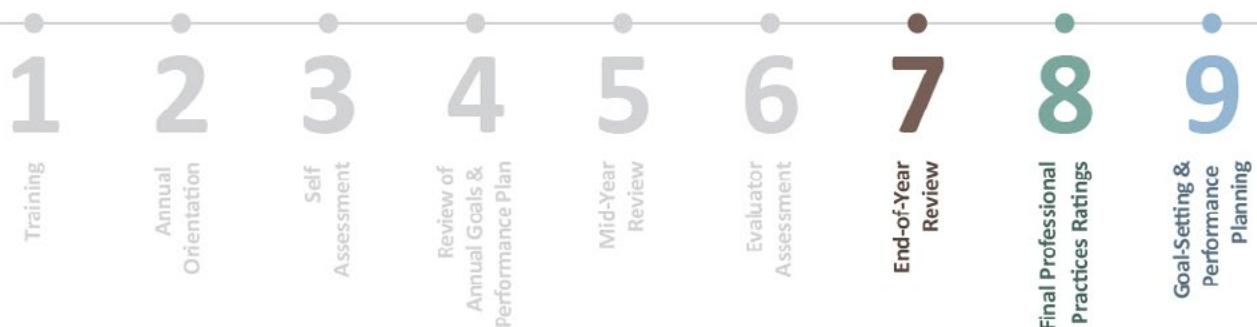 1
2
3
4
5
6
7
8
9
Training
Annual
Orientation
Self
Assessment
Review of
Annual Goals &
Performance Plan
Mid-Year
Review
Evaluator
Assessment
End-of-Year
Review
Final Professional
Practices Ratings
Goal-Setting &
Performance
Planning